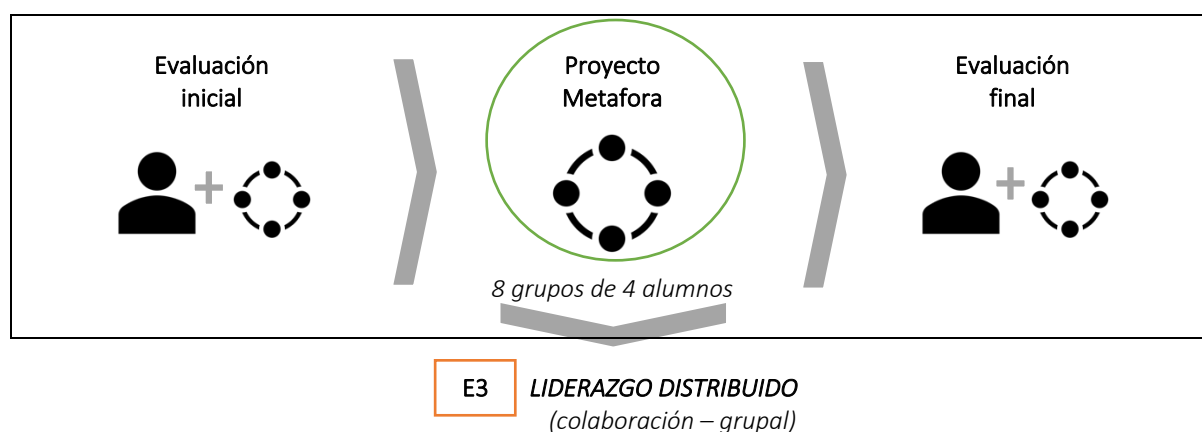 Evaluación
inicial
Proyecto
Metafora
Evaluación
final
8 grupos de 4 alumnos
E3 LIDERAZGO DISTRIBUIDO
(colaboración – grupal)